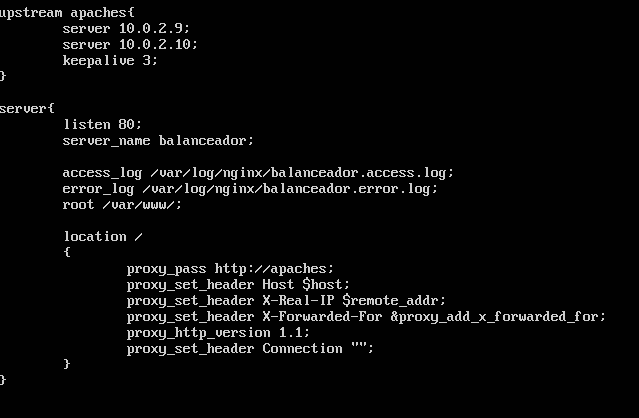 upstream apaches{
server 10.0.2.9;
server 10.0.2.10;
keepalive 3;
}
server{
listen 80;
server_name balanceador;
access_log /var/log/nginx/balanceador.access.log;
error_log /var/log/nginx/balanceador.error.log;
root /var/www/;
location /
{
proxy_pass http://apaches;
proxy_set_header Host $host;
proxy_set_header X-Real-IP $remote_addr;
proxy_set_header X-Forwarded-For &proxy_add_x_forwarded_for;
proxy_http_version 1.1;
proxy_set_header Connection "";
}
}